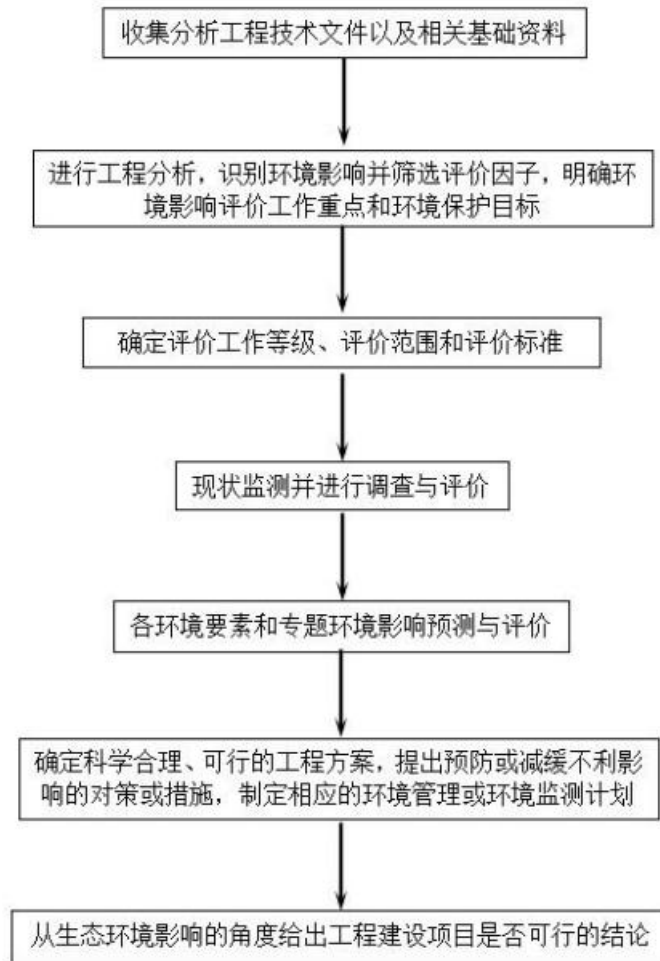 收集分析工程技术文件以及相关基础资料
进行工程分析，识别环境影响并筛选评价因子，明确环
境影响评价工作重点和环境保护目标
确定评价工作等级、评价范围和评价标准
现状监测并进行调查与评价
各环境要素和专题环境影响预测与评价
确定科学合理、可行的工程方案，提出预防或减缓不利影
响的对策或措施，制定相应的环境管理或环境监测计划
从生态环境影响的角度给出工程建设项目是否可行的结论